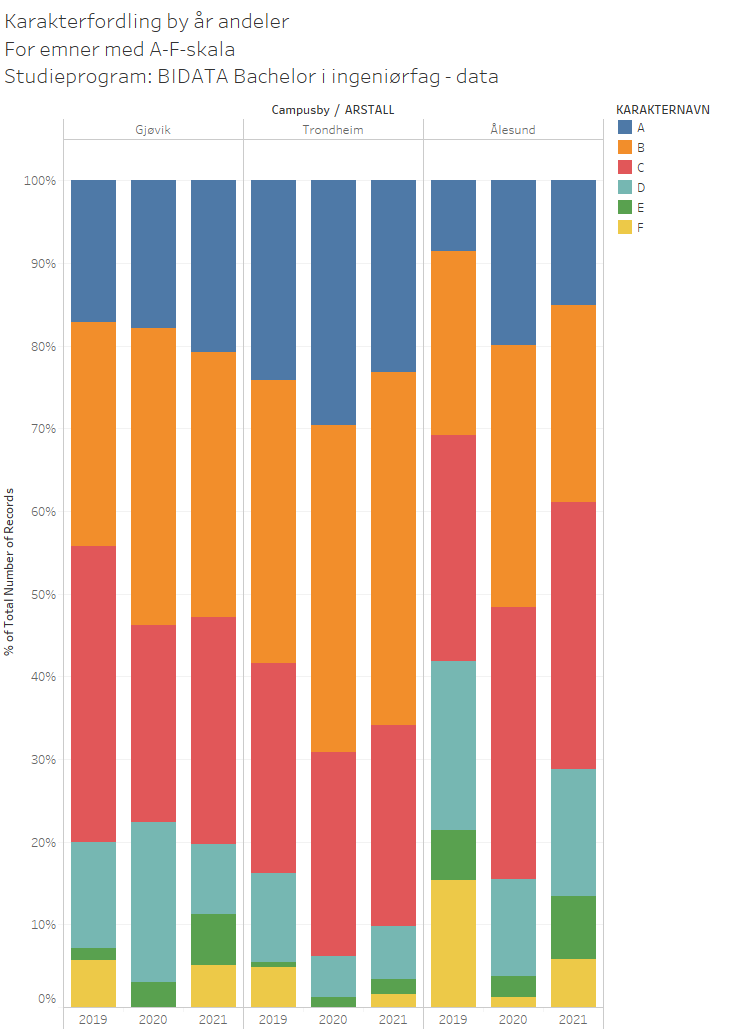 Karakterfordling by år andeler
For emner med A-F-skala
Studieprogram: BIDATA Bachelor i ingeniørfag - data
Campusby / ARSTALL
KARAKTERNAVN
Gjøvik
Trondheim
Ålesund
A
B
C
D
E
F
100%
90%
80%
70%
60%
50%
40%
30%
20%
10%
0%
% of Total Number of Records
2019
2020
2021
2019
2020
2021
2019
2020
2021